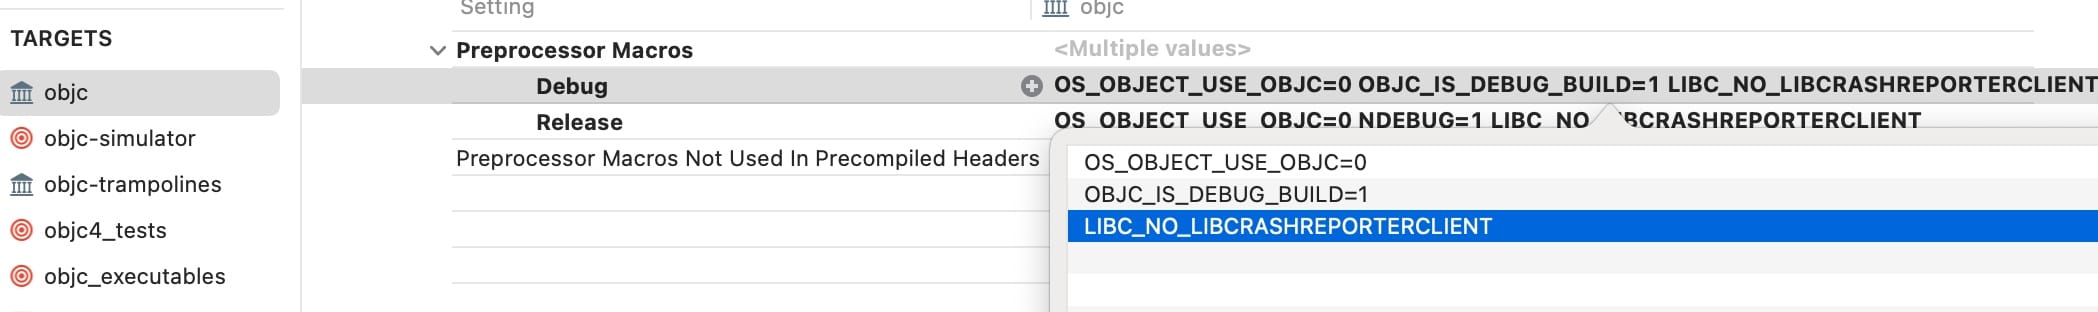 Setting objc
TARGETS
Preprocessor Macros <Multiple values>
objc
Debug OS_OBJECT_USE_OBJC=0 OBJC_IS_DEBUG_BUILD=1 LIBC_NO_LIBCRASHREPORTERCLIENT
Release OS_OBJECT_USE_OBJC=0 NDEBUG=1 LIBC_NO BCRASHREPORTERCLIENT
objc-simulator
Preprocessor Macros Not Used In Precompiled Headers
OS_OBJECT_USE_OBJC=0
objc-trampolines
OBJC_IS_DEBUG_BUILD=1
LIBC_NO_LIBCRASHREPORTERCLIENT
objc4_tests
objc_executables